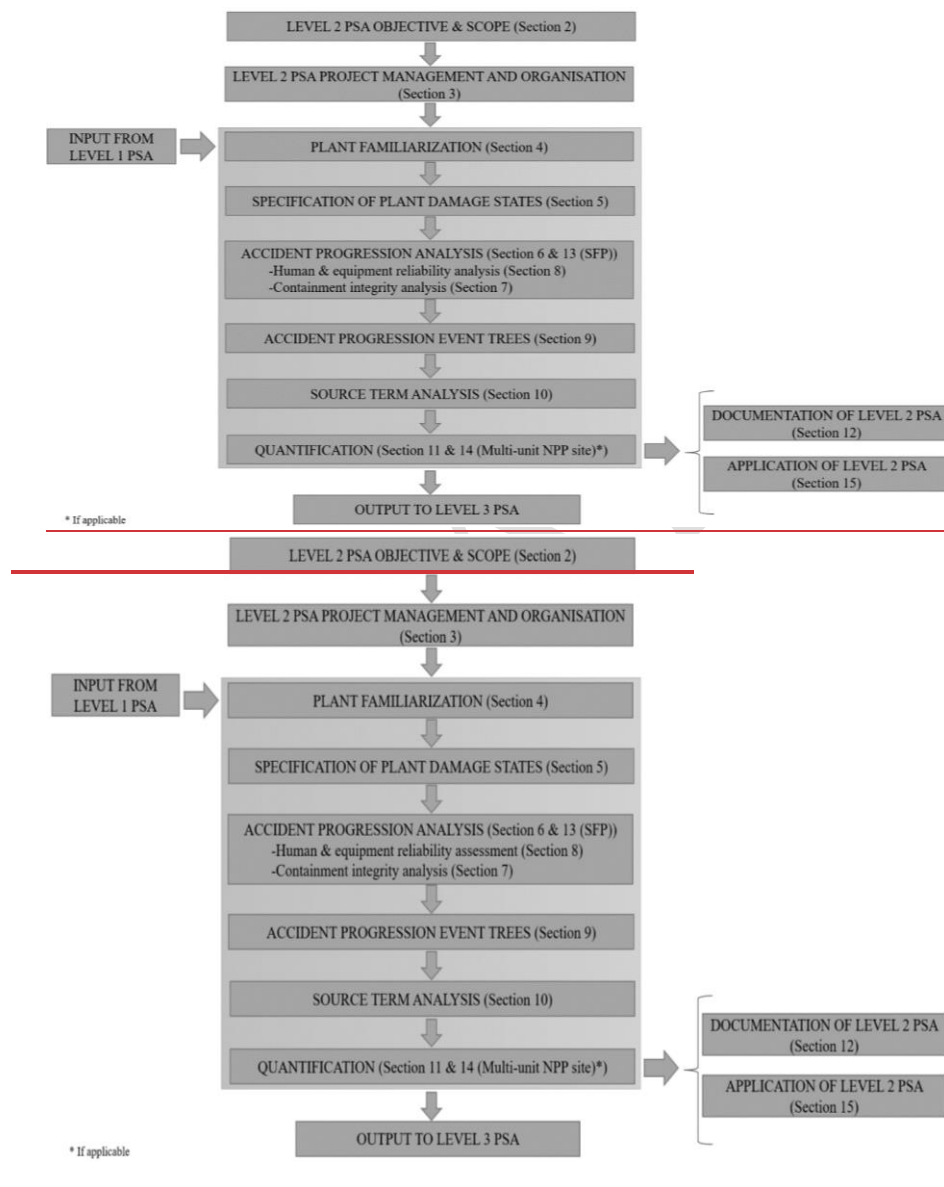 LEVEL 2 PSA OBJECTIVE & SCOPE (Section 2)
LEVEL 2 PSA PROJECT MANAGEMENT AND ORGANISATION
(Section 3)
INPUT FROM
LEVEL 1 PSA
PLANT FAMILIARIZATION (Section 4)
SPECIFICATION OF PLANT DAMAGE STATES (Section 5)
ACCIDENT PROGRESSION ANALYSIS (Section 6 & 13 (SFP))
-Human & equipment reliability analysis (Section 8)
-Containment integrity analysis (Section 7)
ACCIDENT PROGRESSION EVENT TREES (Section 9)
SOURCE TERM ANALYSIS (Section 10)
QUANTIFICATION (Section 11 & 14 (Multi-unit NPP site)*)
DOCUMENTATION OF LEVEL 2 PSA
(Section 12)
APPLICATION OF LEVEL 2 PSA
(Section 15)
OUTPUT TO LEVEL 3 PSA
* If applicable
LEVEL 2 PSA OBJECTIVE & SCOPE (Section 2)
LEVEL 2 PSA PROJECT MANAGEMENT AND ORGANISATION
(Section 3)
INPUT FROM
LEVEL 1 PSA
PLANT FAMILIARIZATION (Section 4)
SPECIFICATION OF PLANT DAMAGE STATES (Section 5)
ACCIDENT PROGRESSION ANALYSIS (Section 6 & 13 (SFP))
-Human & equipment reliability assessment (Section 8)
-Containment integrity analysis (Section 7)
ACCIDENT PROGRESSION EVENT TREES (Section 9)
SOURCE TERM ANALYSIS (Section 10)
QUANTIFICATION (Section 11 & 14 (Multi-unit NPP site)*)
DOCUMENTATION OF LEVEL 2 PSA
(Section 12)
APPLICATION OF LEVEL 2 PSA
(Section 15)
OUTPUT TO LEVEL 3 PSA
* If applicable